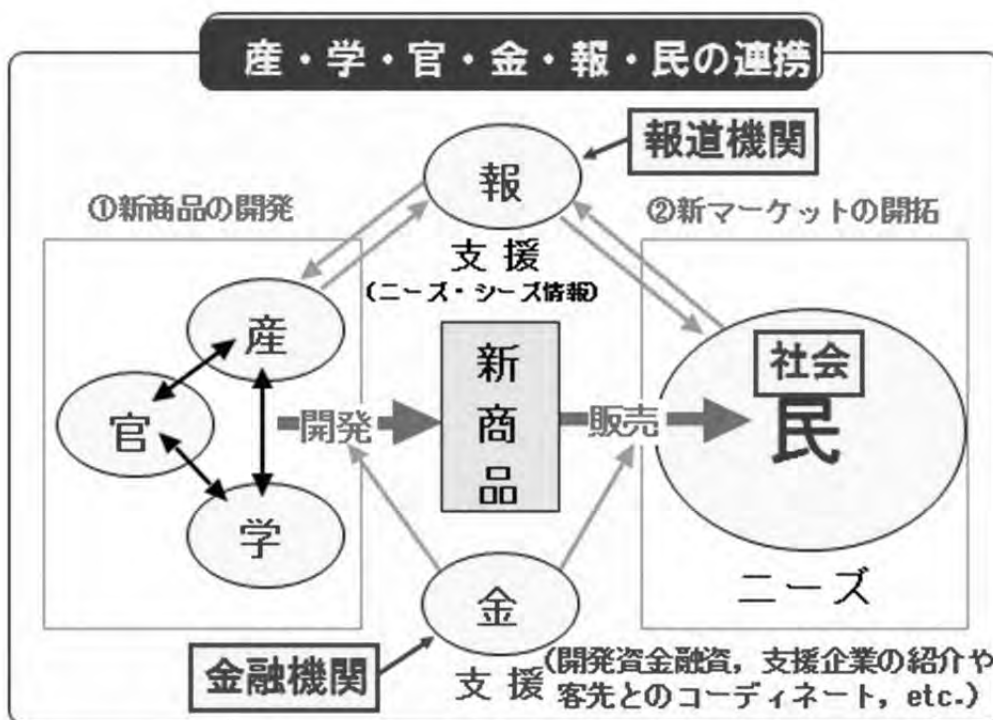 産・学・官・金・報・民の連携
報道機関
報
①新商品の開発
②新マーケットの開拓
支援
(ニーズ・シーズ情報)
産
官
学
開発
新商品
販売
社会
民
ニーズ
金
金融機関
支援
(開発資金融資，支援企業の紹介や
客先とのコーディネート，etc.)